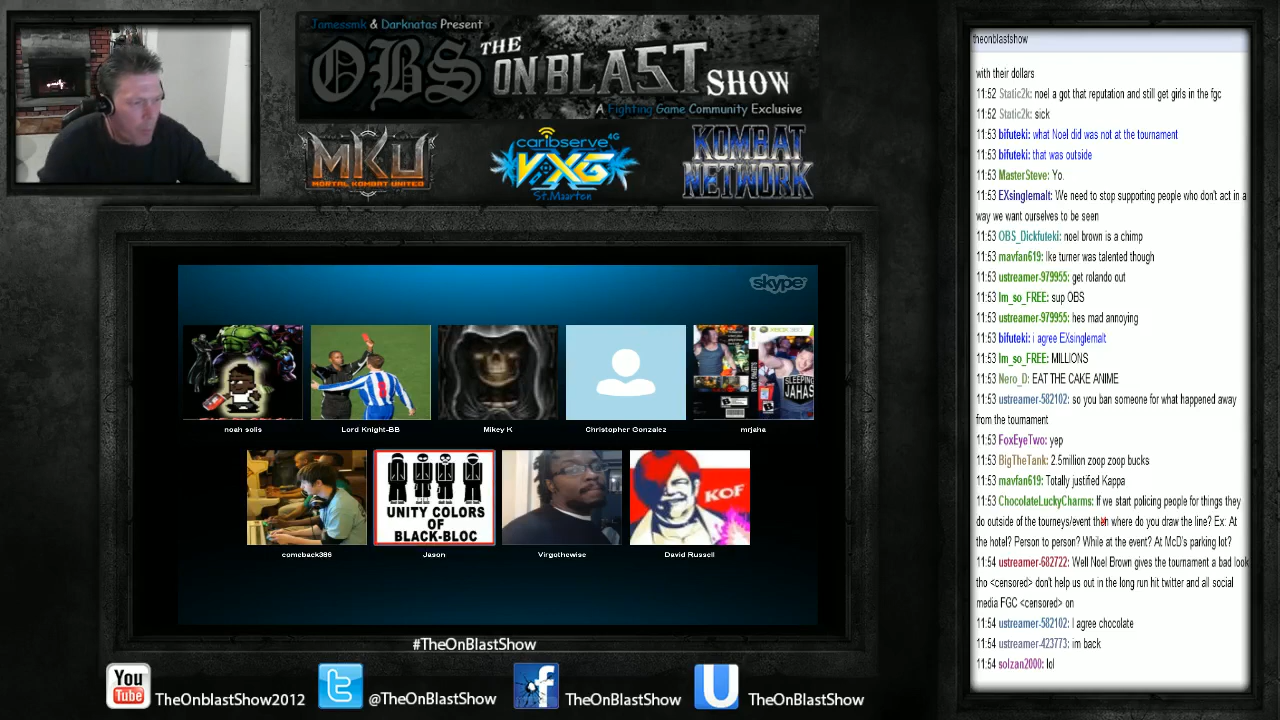 Jamessmk & Darknatas Present
OBS THE ON BLAST SHOW
A Fighting Game Community Exclusive
MKU
MORTAL KOMBAT UNITED
caribserve 4G
VXG
St.Maarten
KOMBAT
NETWORK
skype
XBOX 360
SLEEPING
JAHAS
noah solis
Lord Knight-BB
Mikey K
Christopher Gonzalez
mrjaha
UNITY COLORS
OF
BLACK-BLOC
KOF
comeback386
Jason
Virgothewise
David Russell
#TheOnBlastShow
You
Tube
TheOnblastShow2012
@TheOnBlastShow
TheOnBlastShow
TheOnBlastShow
theonblastshow
with their dollars
11:52 Static2k: noel a got that reputation and still get girls in the fgc
11:52 Static2k: sick
11:53 bifuteki: what Noel did was not at the tournament
11:53 bifuteki: that was outside
11:53 MasterSteve: Yo.
11:53 EXsinglemalt: We need to stop supporting people who don't act in a
way we want ourselves to be seen
11:53 OBS_Dickfuteki: noel brown is a chimp
11:53 mavfan619: Ike turner was talented though
11:53 ustreamer-979955: get rolando out
11:53 Im_so_FREE: sup OBS
11:53 ustreamer-979955: hes mad annoying
11:53 bifuteki: i agree EXsinglemalt
11:53 Im_so_FREE: MILLIONS
11:53 Nero_D: EAT THE CAKE ANIME
11:53 ustreamer-582102: so you ban someone for what happened away
from the tournament
11:53 FoxEyeTwo: yep
11:53 BigTheTank: 2.5million zoop zoop bucks
11:53 mavfan619: Totally justified Kappa
11:53 ChocolateLuckyCharms: If we start policing people for things they
do outside of the tourneys/event then where do you draw the line? Ex: At
the hotel? Person to person? While at the event? At McD's parking lot?
11:54 ustreamer-682722: Well Noel Brown gives the tournament a bad look
tho <censored> don't help us out in the long run hit twitter and all social
media FGC <censored> on
11:54 ustreamer-582102: I agree chocolate
11:54 ustreamer-423773: im back
11:54 solzan2000: lol